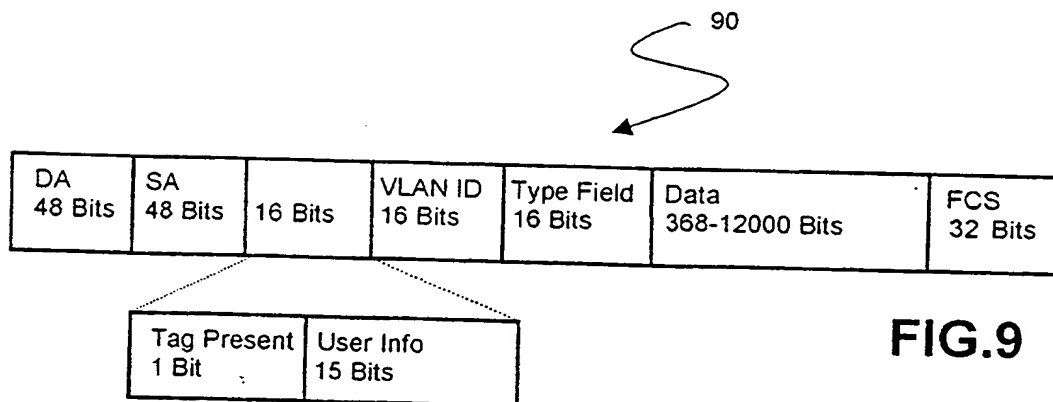 90
DA
48 Bits
SA
48 Bits
16 Bits
VLAN ID
16 Bits
Type Field
16 Bits
Data
368-12000 Bits
FCS
32 Bits
Tag Present
1 Bit
User Info
15 Bits
FIG.9